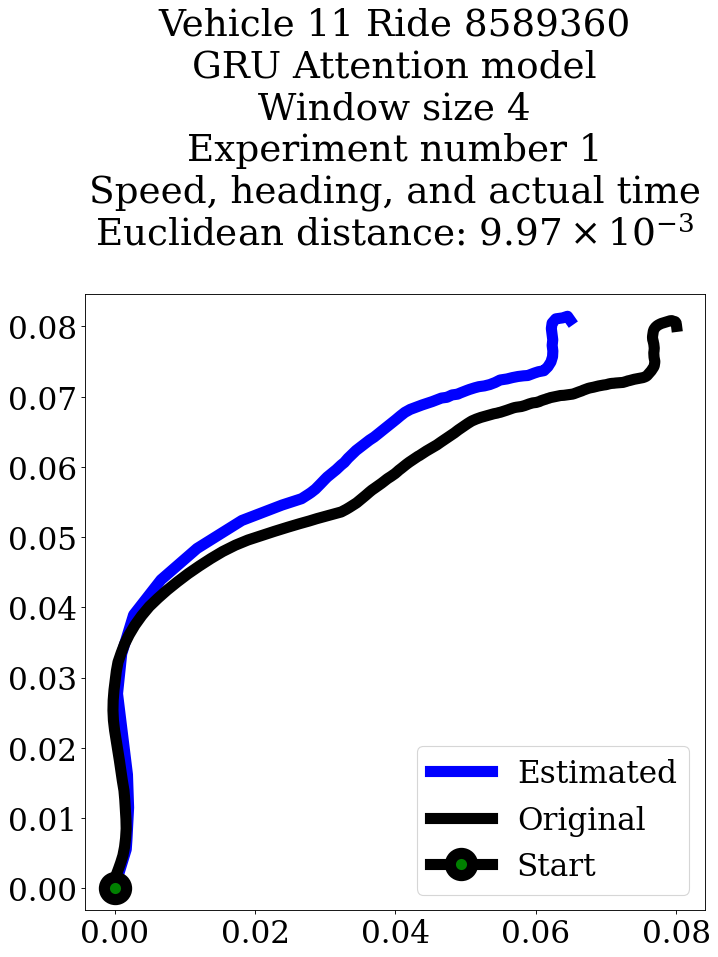 Vehicle 11 Ride 8589360
GRU Attention model
Window size 4
Experiment number 1
Speed, heading, and actual time
Euclidean distance: 9.97 × 10⁻³
0.08
0.07
0.06
0.05
0.04
0.03
0.02
0.01
0.00
Estimated
Original
Start
0.00 0.02 0.04 0.06 0.08